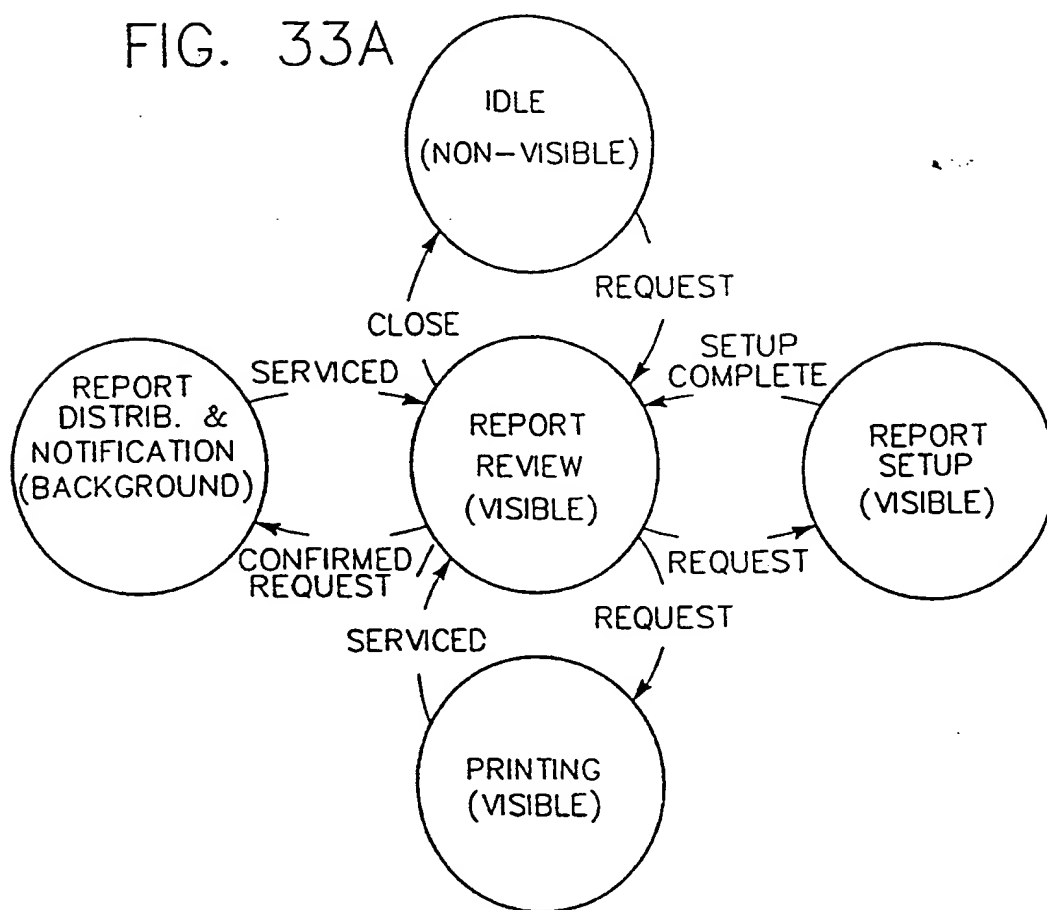 FIG. 33A
IDLE
(NON-VISIBLE)
REQUEST
CLOSE
SERVICED
SETUP
COMPLETE
REPORT
DISTRIB. &
NOTIFICATION
(BACKGROUND)
REPORT
REVIEW
(VISIBLE)
REPORT
SETUP
(VISIBLE)
CONFIRMED
REQUEST
REQUEST
SERVICED
REQUEST
PRINTING
(VISIBLE)